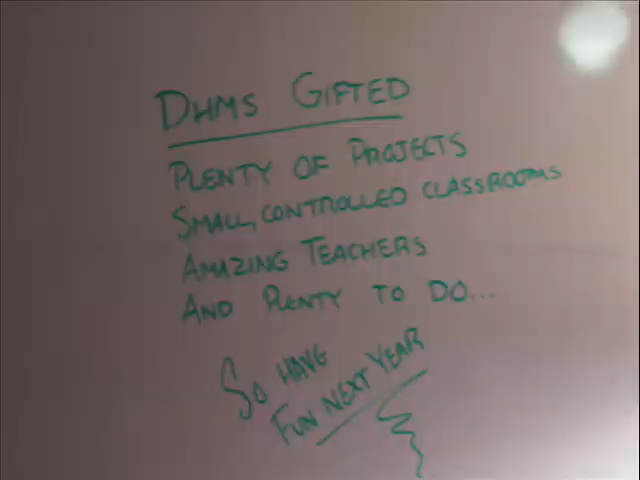 DHMS GIFTED
PLENTY OF PROJECTS
SMALL, CONTROLLED CLASSROOMS
AMAZING TEACHERS
AND PLENTY TO DO...
SO HAVE
FUN NEXT YEAR